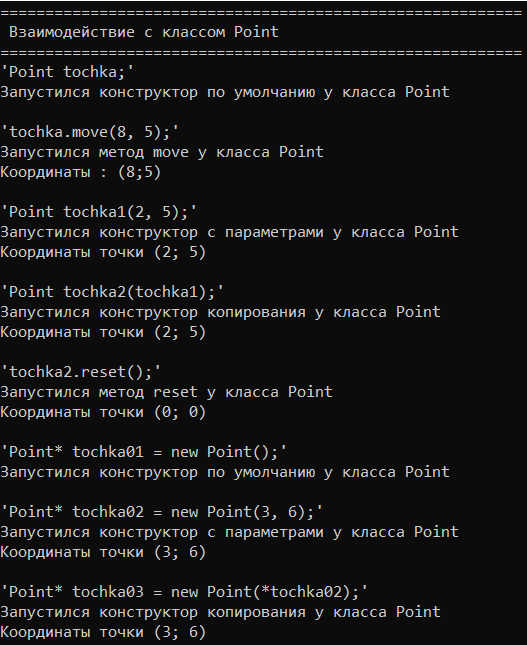 ==========================================================
Взаимодействие с классом Point
==========================================================
'Point tochka;'
Запустился конструктор по умолчанию у класса Point
'tochka.move(8, 5);'
Запустился метод move у класса Point
Координаты : (8;5)
'Point tochka1(2, 5);'
Запустился конструктор с параметрами у класса Point
Координаты точки (2; 5)
'Point tochka2(tochka1);'
Запустился конструктор копирования у класса Point
Координаты точки (2; 5)
'tochka2.reset();'
Запустился метод reset у класса Point
Координаты точки (0; 0)
'Point* tochka01 = new Point();'
Запустился конструктор по умолчанию у класса Point
'Point* tochka02 = new Point(3, 6);'
Запустился конструктор с параметрами у класса Point
Координаты точки (3; 6)
'Point* tochka03 = new Point(*tochka02);'
Запустился конструктор копирования у класса Point
Координаты точки (3; 6)